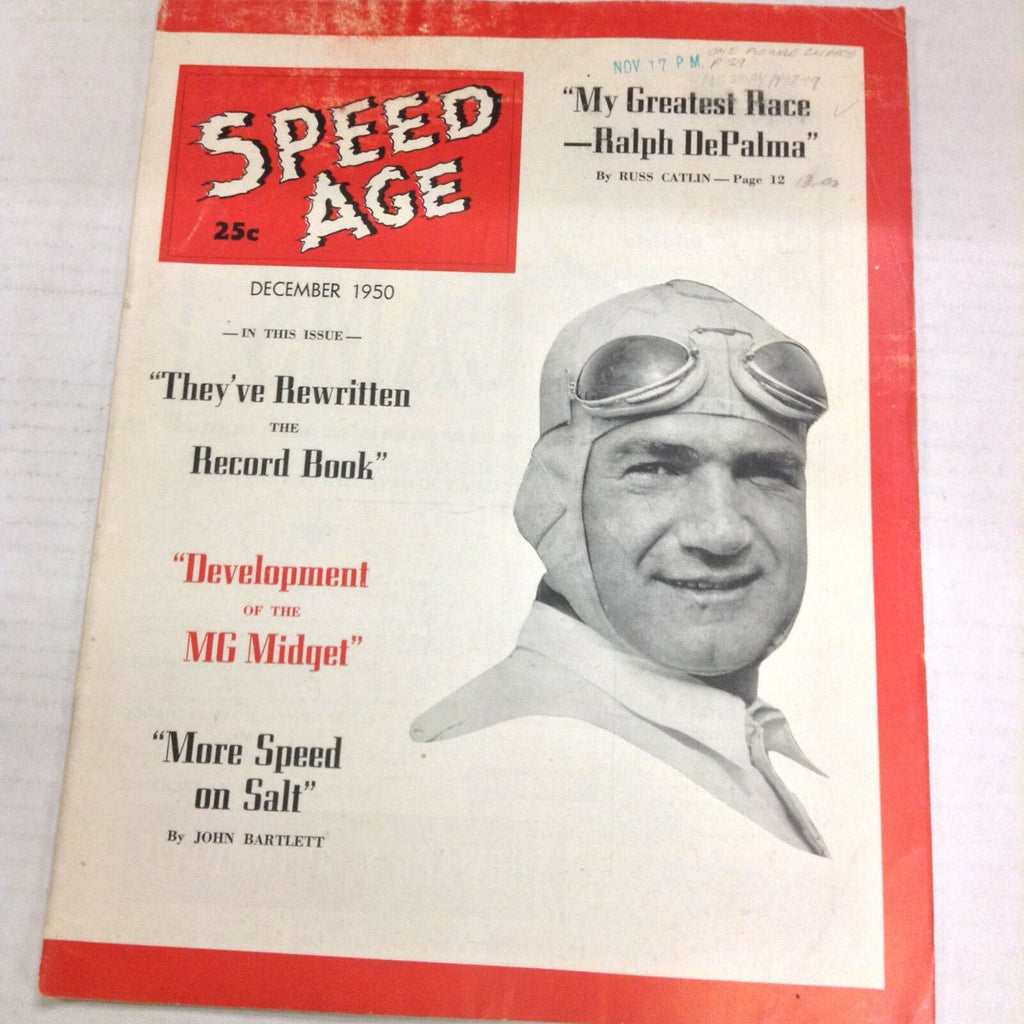 SPEED
AGE
25c
NOV 17 P M
“My Greatest Race
—Ralph DePalma”
By RUSS CATLIN — Page 12
DECEMBER 1950
— IN THIS ISSUE —
“They’ve Rewritten
THE
Record Book”
“Development
OF THE
MG Midget”
“More Speed
on Salt”
By JOHN BARTLETT